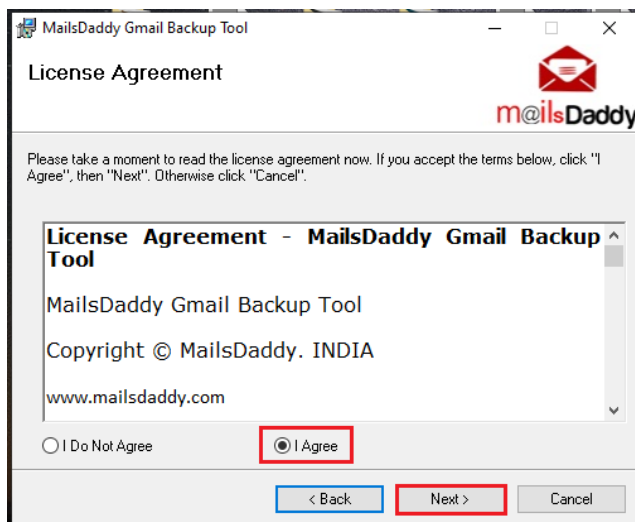 MailsDaddy Gmail Backup Tool
License Agreement
m@ilsDaddy
Please take a moment to read the license agreement now. If you accept the terms below, click "I
Agree", then "Next". Otherwise click "Cancel".
License Agreement - MailsDaddy Gmail Backup
Tool
MailsDaddy Gmail Backup Tool
Copyright © MailsDaddy. INDIA
www.mailsdaddy.com
I Do Not Agree
I Agree
< Back
Next >
Cancel